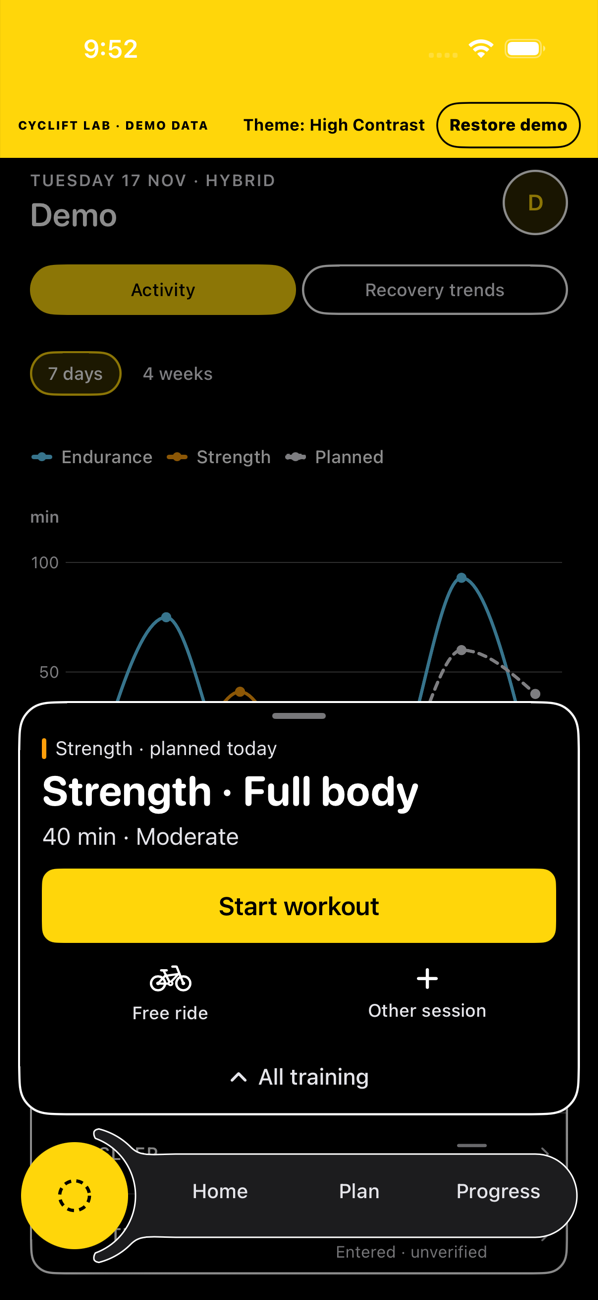 9:52
CYCLIFT LAB · DEMO DATA
Theme: High Contrast
Restore demo
TUESDAY 17 NOV · HYBRID
Demo
D
Activity
Recovery trends
7 days
4 weeks
Endurance
Strength
Planned
min
100
50
Strength · planned today
Strength · Full body
40 min · Moderate
Start workout
Free ride
Other session
All training
Home
Plan
Progress
Entered · unverified